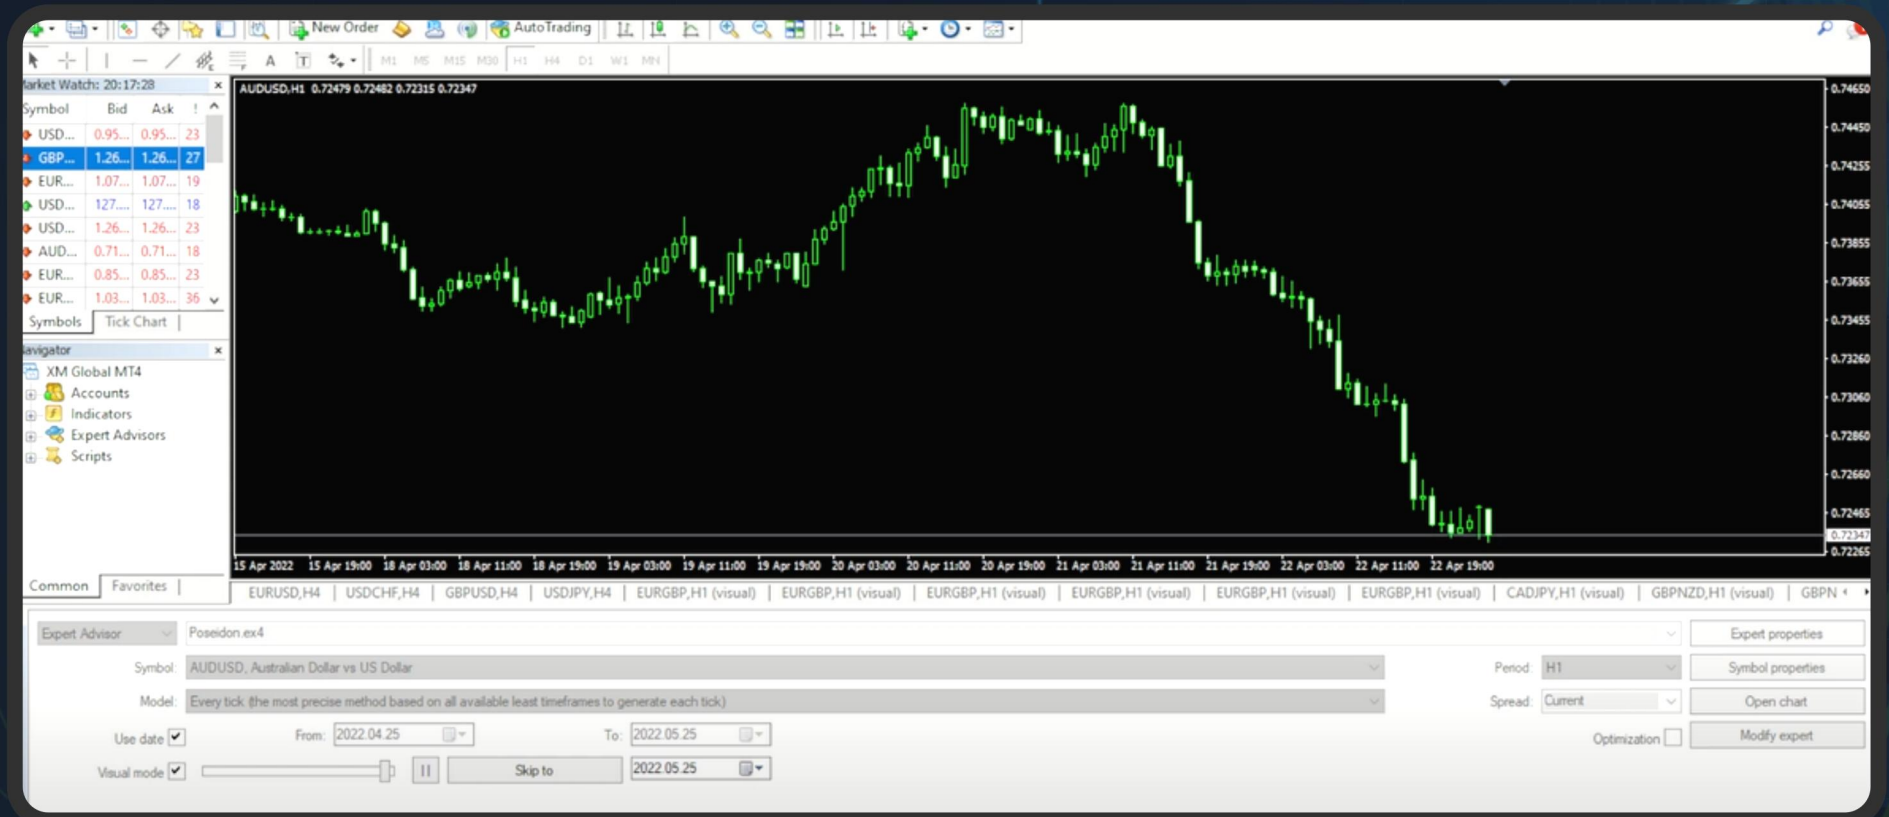 New Order AutoTrading
A T M1 M5 M15 M30 H1 H4 D1 W1 MN
Market Watch: 20:17:28
Symbol Bid Ask !
USD... 0.95... 0.95... 23
GBP... 1.26... 1.26... 27
EUR... 1.07... 1.07... 19
USD... 127.... 127.... 18
USD... 1.26... 1.26... 23
AUD... 0.71... 0.71... 18
EUR... 0.85... 0.85... 23
EUR... 1.03... 1.03... 36
Symbols Tick Chart
Navigator
XM Global MT4
Accounts
Indicators
Expert Advisors
Scripts
Common Favorites
AUDUSD,H1 0.72479 0.72482 0.72315 0.72347
0.74650
0.74450
0.74255
0.74055
0.73855
0.73655
0.73455
0.73260
0.73060
0.72860
0.72660
0.72465
0.72347
0.72265
15 Apr 2022 15 Apr 19:00 18 Apr 03:00 18 Apr 11:00 18 Apr 19:00 19 Apr 03:00 19 Apr 11:00 19 Apr 19:00 20 Apr 03:00 20 Apr 11:00 20 Apr 19:00 21 Apr 03:00 21 Apr 11:00 21 Apr 19:00 22 Apr 03:00 22 Apr 11:00 22 Apr 19:00
EURUSD,H4 USDCHF,H4 GBPUSD,H4 USDJPY,H4 EURGBP,H1 (visual) EURGBP,H1 (visual) EURGBP,H1 (visual) EURGBP,H1 (visual) EURGBP,H1 (visual) EURGBP,H1 (visual) CADJPY,H1 (visual) GBPNZD,H1 (visual) GBPN
Expert Advisor Poseidon.ex4 Expert properties
Symbol: AUDUSD, Australian Dollar vs US Dollar Period: H1 Symbol properties
Model: Every tick (the most precise method based on all available least timeframes to generate each tick) Spread: Current Open chart
Use date From: 2022.04.25 To: 2022.05.25 Optimization Modify expert
Visual mode Skip to 2022.05.25